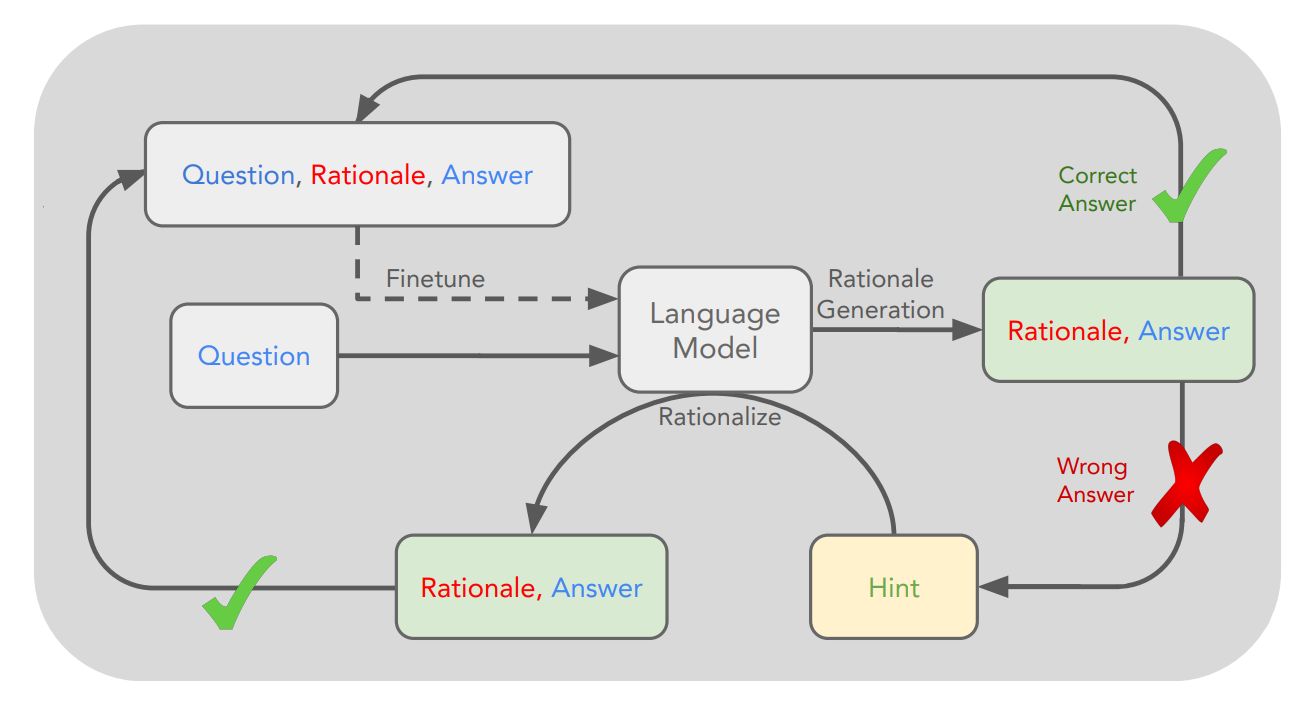 Question, Rationale, Answer
Correct
Answer
Finetune
Rationale
Generation
Language
Model
Question
Rationale, Answer
Rationalize
Wrong
Answer
Rationale, Answer
Hint